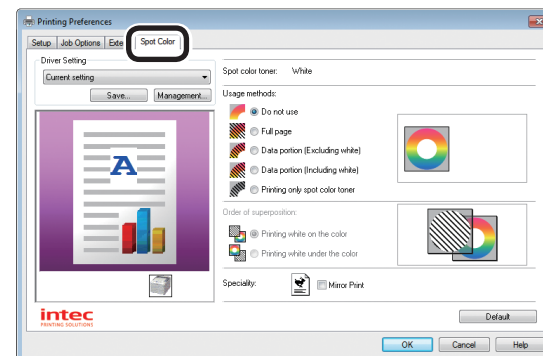 Printing Preferences
Setup Job Options Exte Spot Color
Driver Setting
Current setting
Save... Management...
Spot color toner: White
Usage methods:
Do not use
Full page
Data portion (Excluding white)
Data portion (Including white)
Printing only spot color toner
A
Order of superposition:
Printing white on the color
Printing white under the color
Speciality: Mirror Print
intec
PRINTING SOLUTIONS
Default
OK Cancel Help